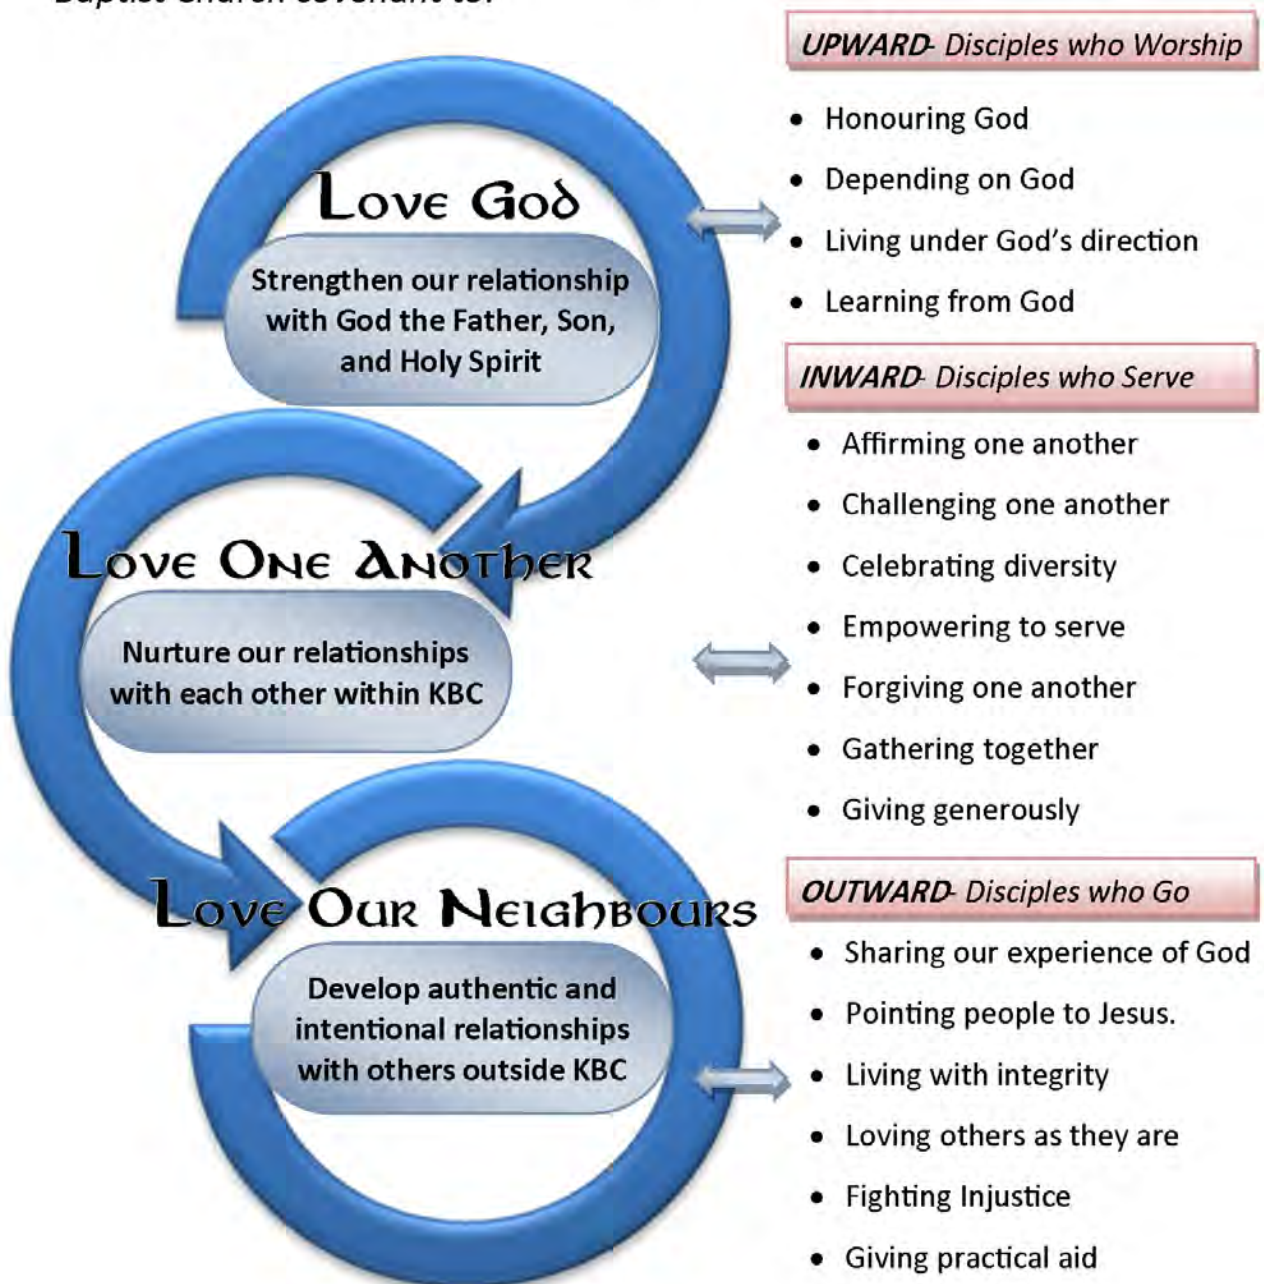 Baptist Church covenant to:
UPWARD- Disciples who Worship
• Honouring God
• Depending on God
• Living under God's direction
• Learning from God
Love God
Strengthen our relationship
with God the Father, Son,
and Holy Spirit
INWARD- Disciples who Serve
• Affirming one another
• Challenging one another
• Celebrating diversity
• Empowering to serve
• Forgiving one another
• Gathering together
• Giving generously
Love One Another
Nurture our relationships
with each other within KBC
OUTWARD- Disciples who Go
• Sharing our experience of God
• Pointing people to Jesus.
• Living with integrity
• Loving others as they are
• Fighting Injustice
• Giving practical aid
Love Our Neighbours
Develop authentic and
intentional relationships
with others outside KBC